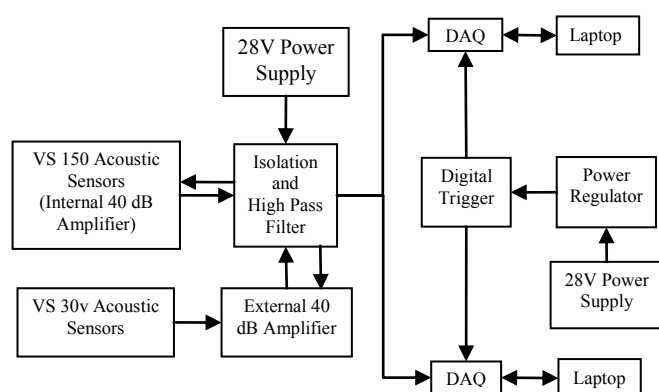 DAQ
Laptop
28V Power
Supply
VS 150 Acoustic
Sensors
(Internal 40 dB
Amplifier)
Isolation
and
High Pass
Filter
Digital
Trigger
Power
Regulator
VS 30v Acoustic
Sensors
External 40
dB Amplifier
28V Power
Supply
DAQ
Laptop